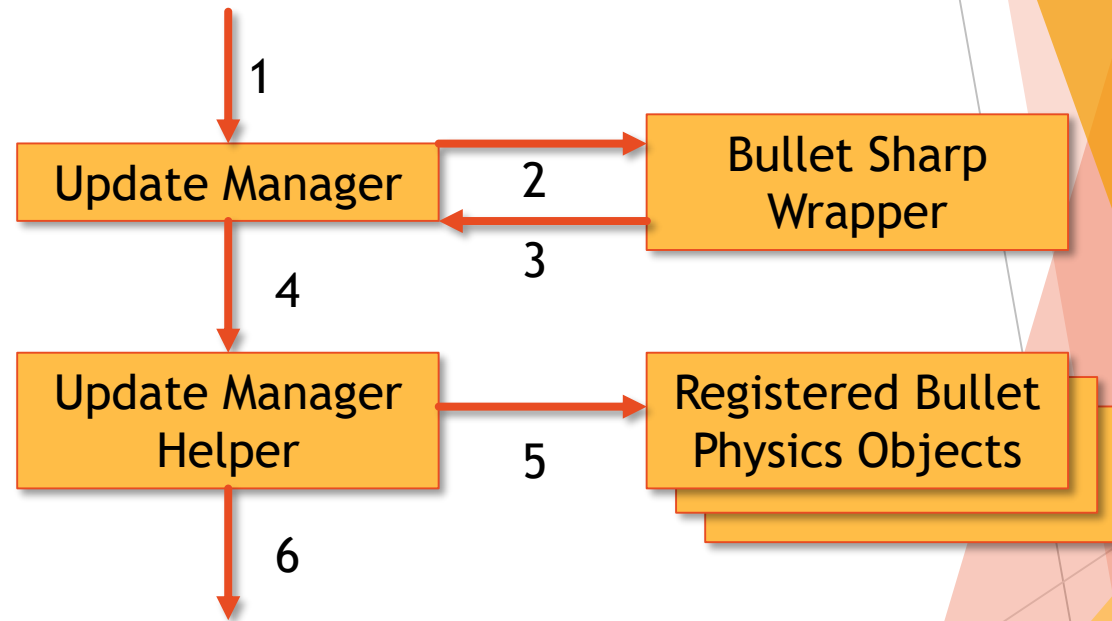 1
Update Manager
2
Bullet Sharp
Wrapper
3
4
Update Manager
Helper
5
Registered Bullet
Physics Objects
6